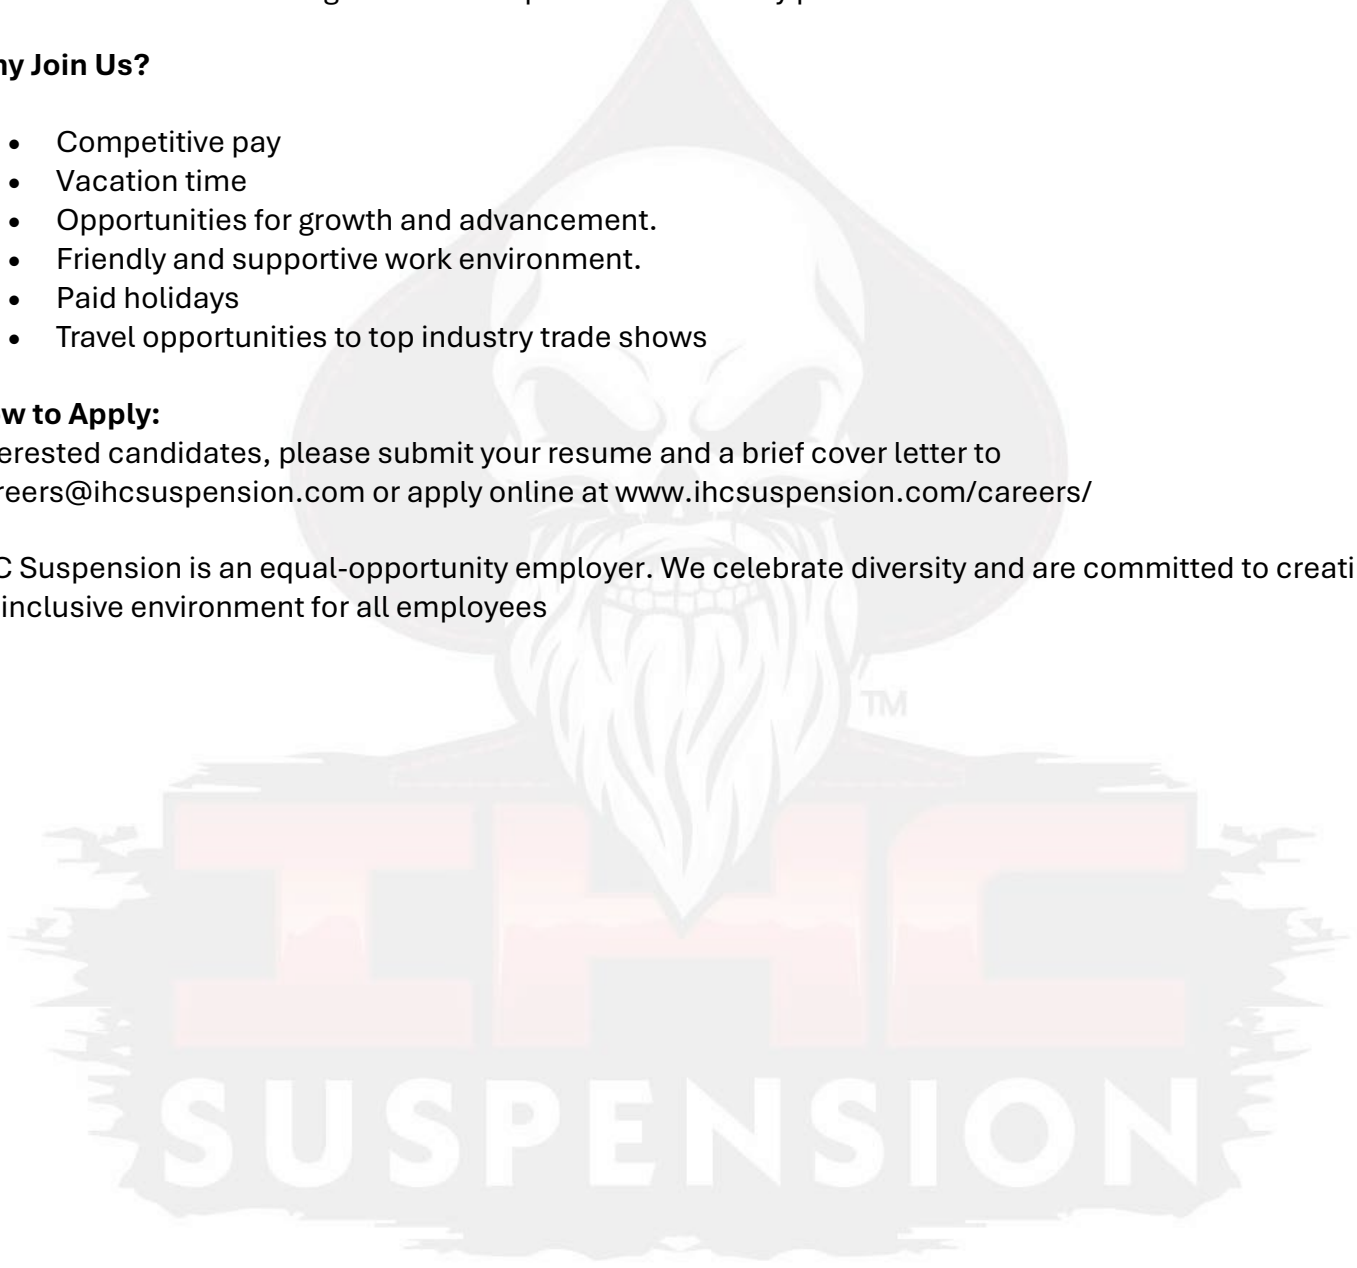 ny Join Us?
• Competitive pay
• Vacation time
• Opportunities for growth and advancement.
• Friendly and supportive work environment.
• Paid holidays
• Travel opportunities to top industry trade shows
ow to Apply:
erested candidates, please submit your resume and a brief cover letter to
reers@ihcsuspension.com or apply online at www.ihcsuspension.com/careers/
C Suspension is an equal-opportunity employer. We celebrate diversity and are committed to creati
inclusive environment for all employees
TM
IHC
SUSPENSION